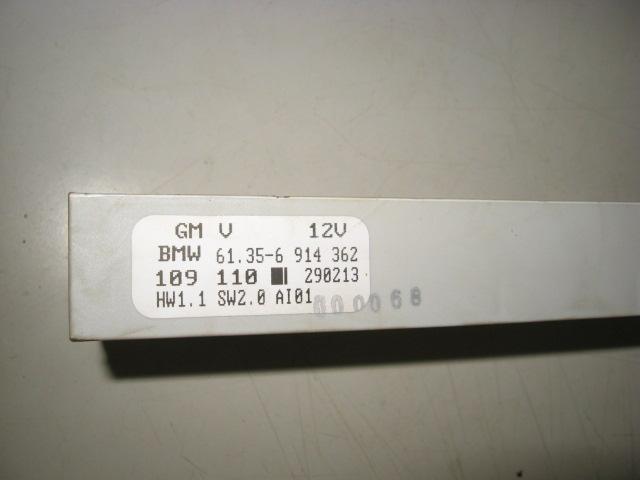 GM V 12V
BMW 61.35-6 914 362
109 110 290213
HW1.1 SW2.0 AI01
000068